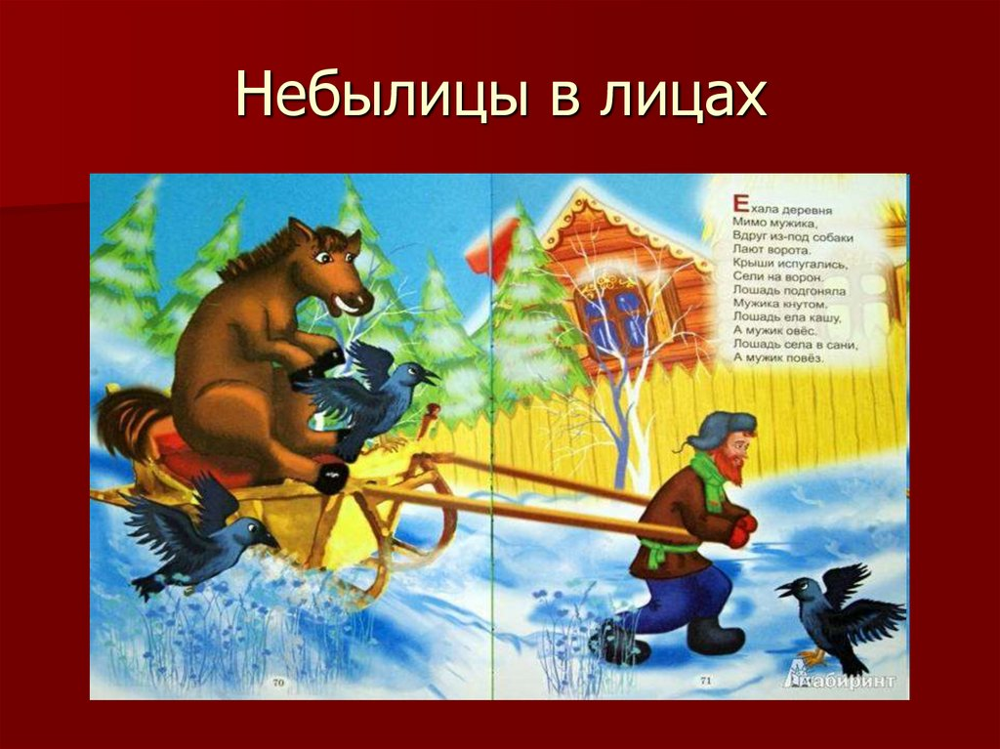 Небылицы в лицах
Ехала деревня
Мимо мужика,
Вдруг из-под собаки
Лают ворота.
Крыши испугались,
Сели на ворон.
Лошадь подгоняла
Мужика кнутом.
Лошадь ела кашу,
А мужик овёс.
Лошадь села в сани,
А мужик повёз.
70
71
Лабиринт